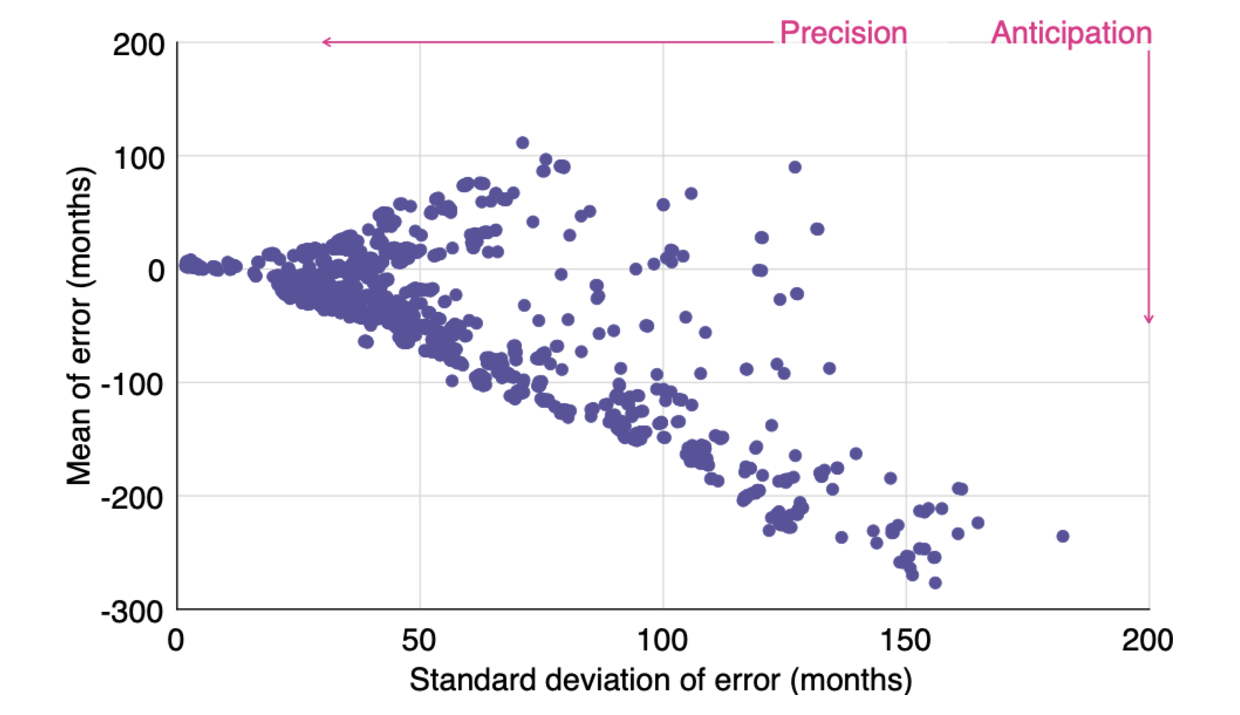 Precision
Anticipation
200
100
0
-100
-200
-300
Mean of error (months)
0
50
100
150
200
Standard deviation of error (months)